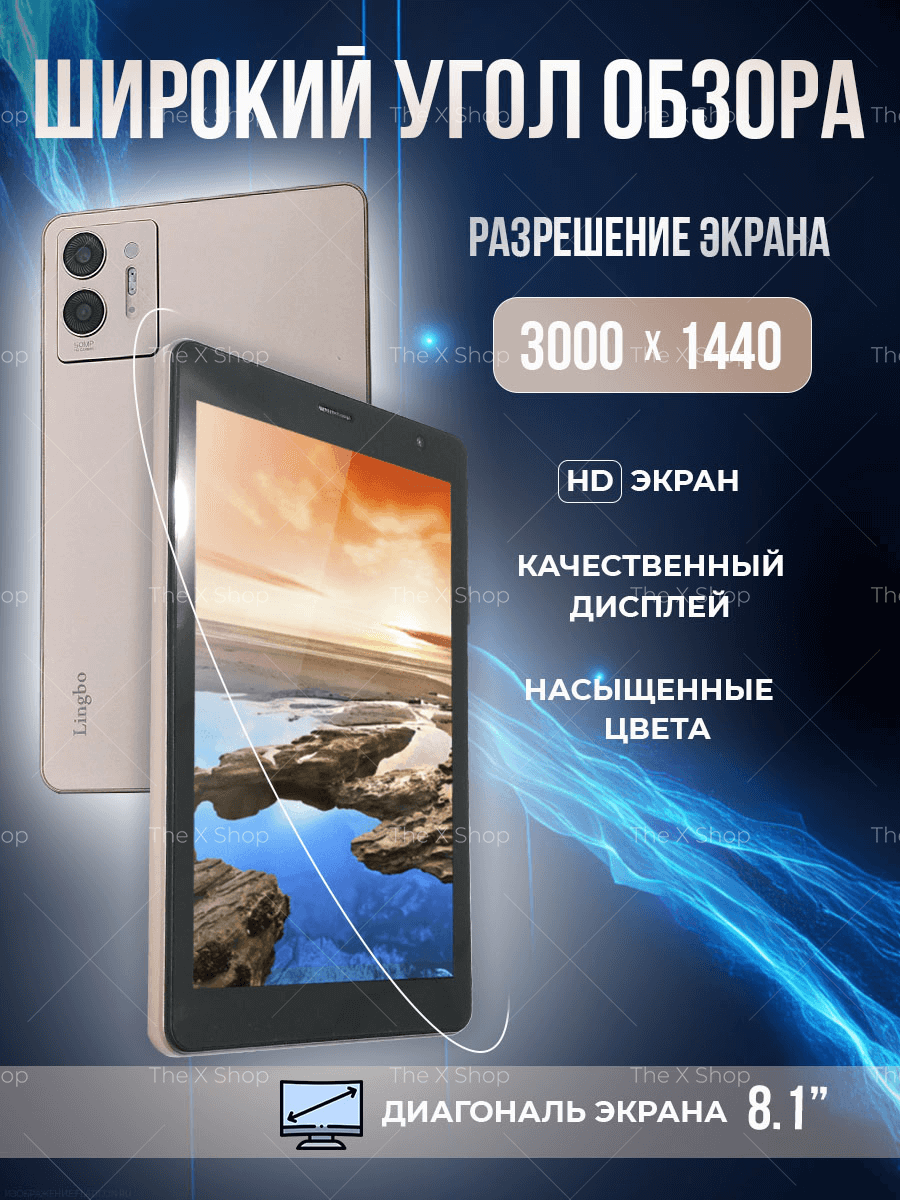 ШИРОКИЙ УГОЛ ОБЗОРА
РАЗРЕШЕНИЕ ЭКРАНА
3000 x 1440
HD ЭКРАН
КАЧЕСТВЕННЫЙ
ДИСПЛЕЙ
НАСЫЩЕННЫЕ
ЦВЕТА
50MP
Lingbo
ДИАГОНАЛЬ ЭКРАНА 8.1”
The X Shop